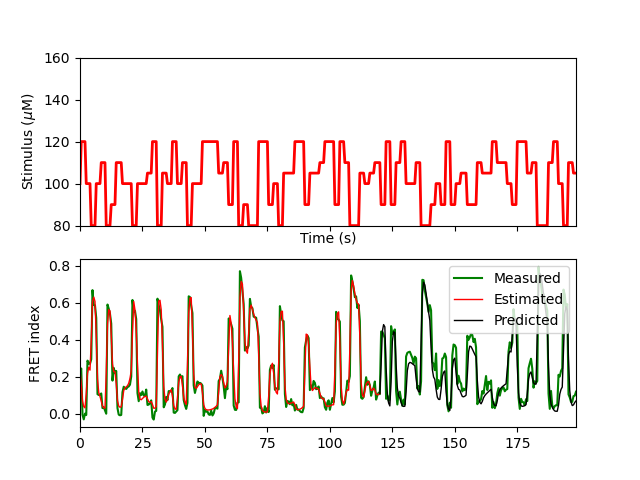 160
140
120
100
80
Stimulus (μM)
Time (s)
0.8
0.6
0.4
0.2
0.0
FRET index
Measured
Estimated
Predicted
0 25 50 75 100 125 150 175